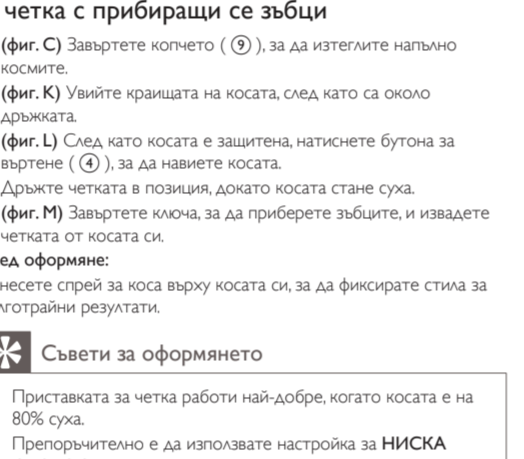 четка с прибиращи се зъбци
(фиг. C) Завъртете копчето ( ⑨ ), за да изтеглите напълно
космите.
(фиг. K) Увийте краищата на косата, след като са около
дръжката.
(фиг. L) След като косата е защитена, натиснете бутона за
въртене ( ④ ), за да навиете косата.
Дръжте четката в позиция, докато косата стане суха.
(фиг. M) Завъртете ключа, за да приберете зъбците, и извадете
четката от косата си.
ед оформяне:
несете спрей за коса върху косата си, за да фиксирате стила за
лготрайни резултати.
Съвети за оформянето
Приставката за четка работи най-добре, когато косата е на
80% суха.
Препоръчително е да използвате настройка за НИСКА